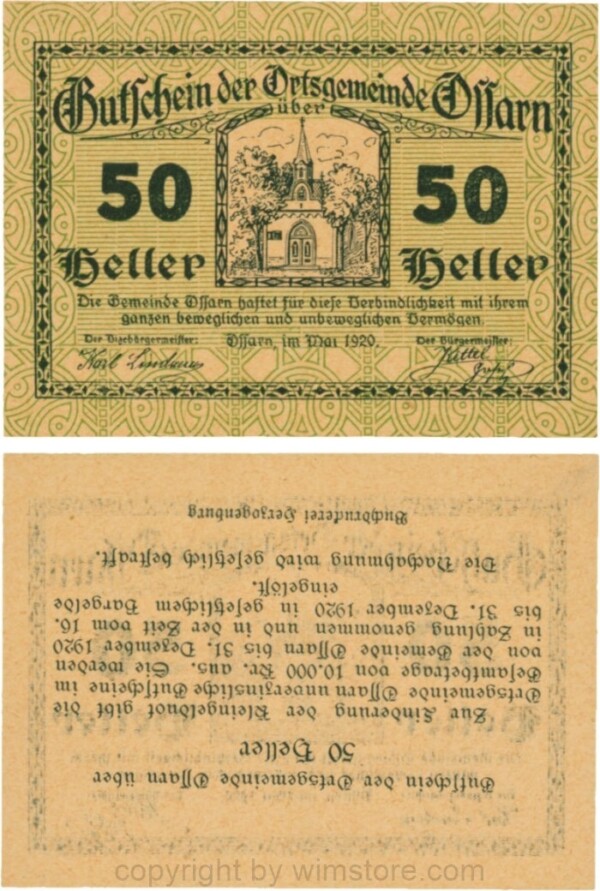 Gutschein der Ortsgemeinde Ossarn
über
50 50
Heller Heller
Die Gemeinde Ossarn haftet für diese Verbindlichkeit mit ihrem
ganzen beweglichen und unbeweglichen Vermögen.
Der Vizebürgermeister: Ossarn, im Mai 1920. Der Bürgermeister:
Karl
Gutschein der Ortsgemeinde Ossarn über
50 Heller
Zur Linderung der Kleingeldnot gibt die
Ortsgemeinde Ossarn unverzinsliche Gutscheine im
Gesamtbetrage von 10.000 Kr. aus. Sie werden
von der Gemeinde Ossarn bis 31. Dezember 1920
in Zahlung genommen und in der Zeit vom 16.
bis 31. Dezember 1920 in gesetzlichem Bargelde
eingelöst.
Die Nachahmung wird gesetzlich bestraft.
Buchdruckerei Herzogenburg
copyright by wimstore.com